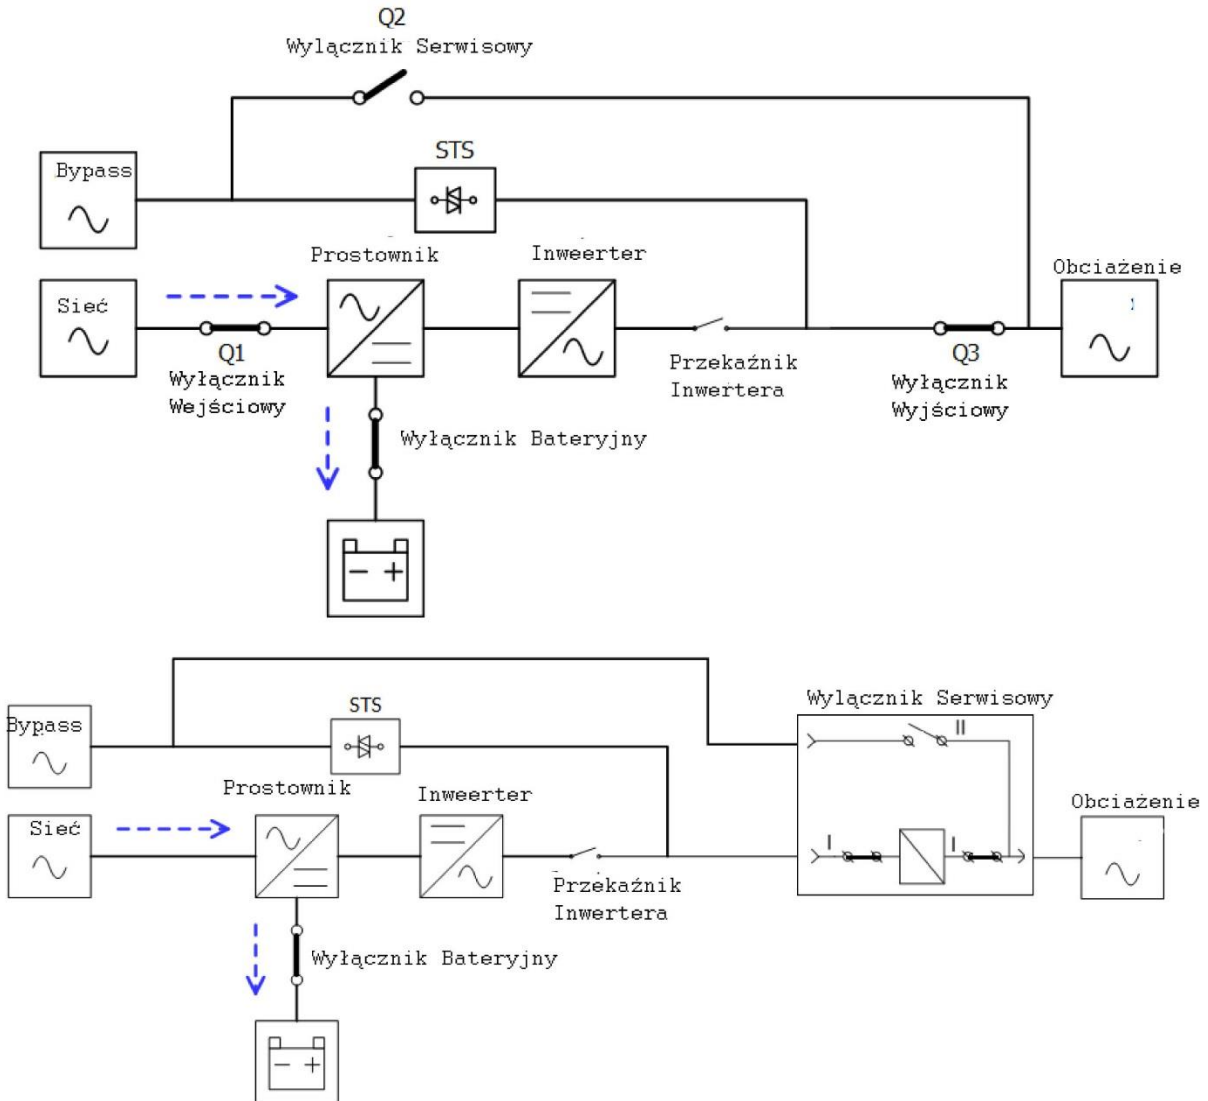 Q2
Wyłącznik Serwisowy
Bypass
STS
Prostownik
Inweerter
Obciażenie
Sieć
Q1
Wyłącznik
Wejściowy
Przekaźnik
Inwertera
Q3
Wyłącznik
Wyjściowy
Wyłącznik Bateryjny
- +
Wyłącznik Serwisowy
II
Bypass
STS
Prostownik
Inweerter
Obciażenie
Sieć
I
I
Przekaźnik
Inwertera
Wyłącznik Bateryjny
- +